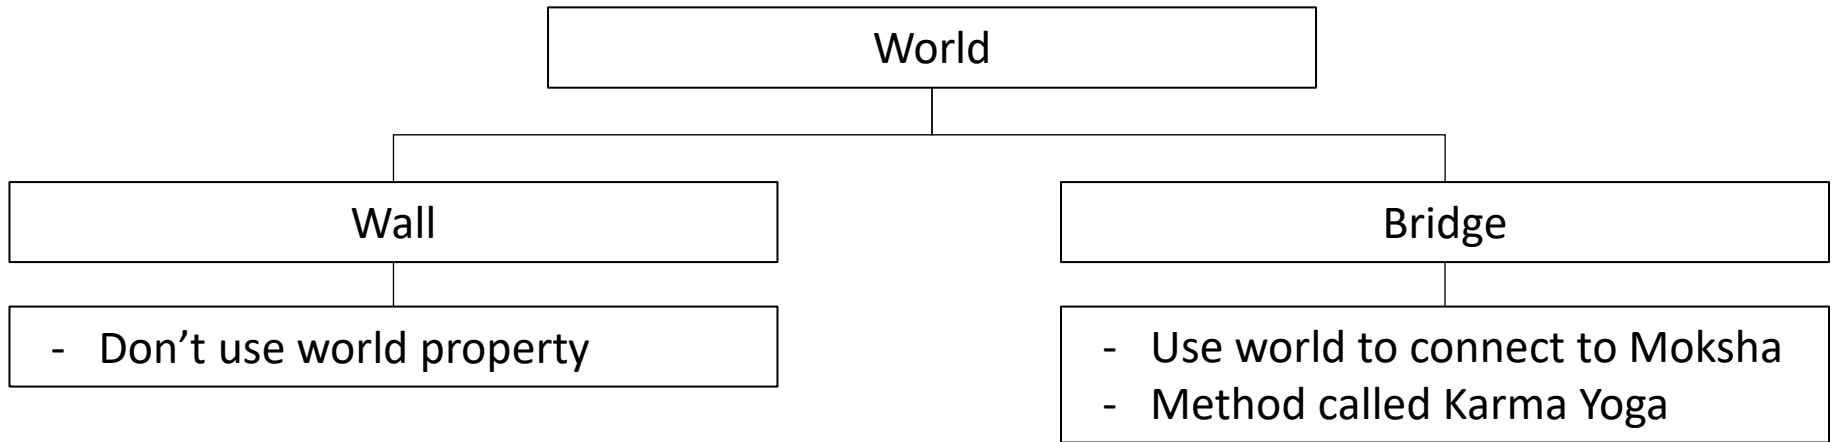 World
Wall
Bridge
- Don’t use world property
- Use world to connect to Moksha
- Method called Karma Yoga